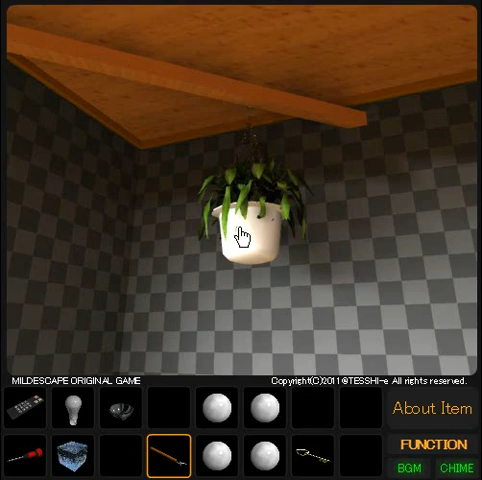 MILDESCAPE ORIGINAL GAME
Copyright(C)2011@TESSHI-e All rights reserved.
About Item
FUNCTION
BGM CHIME